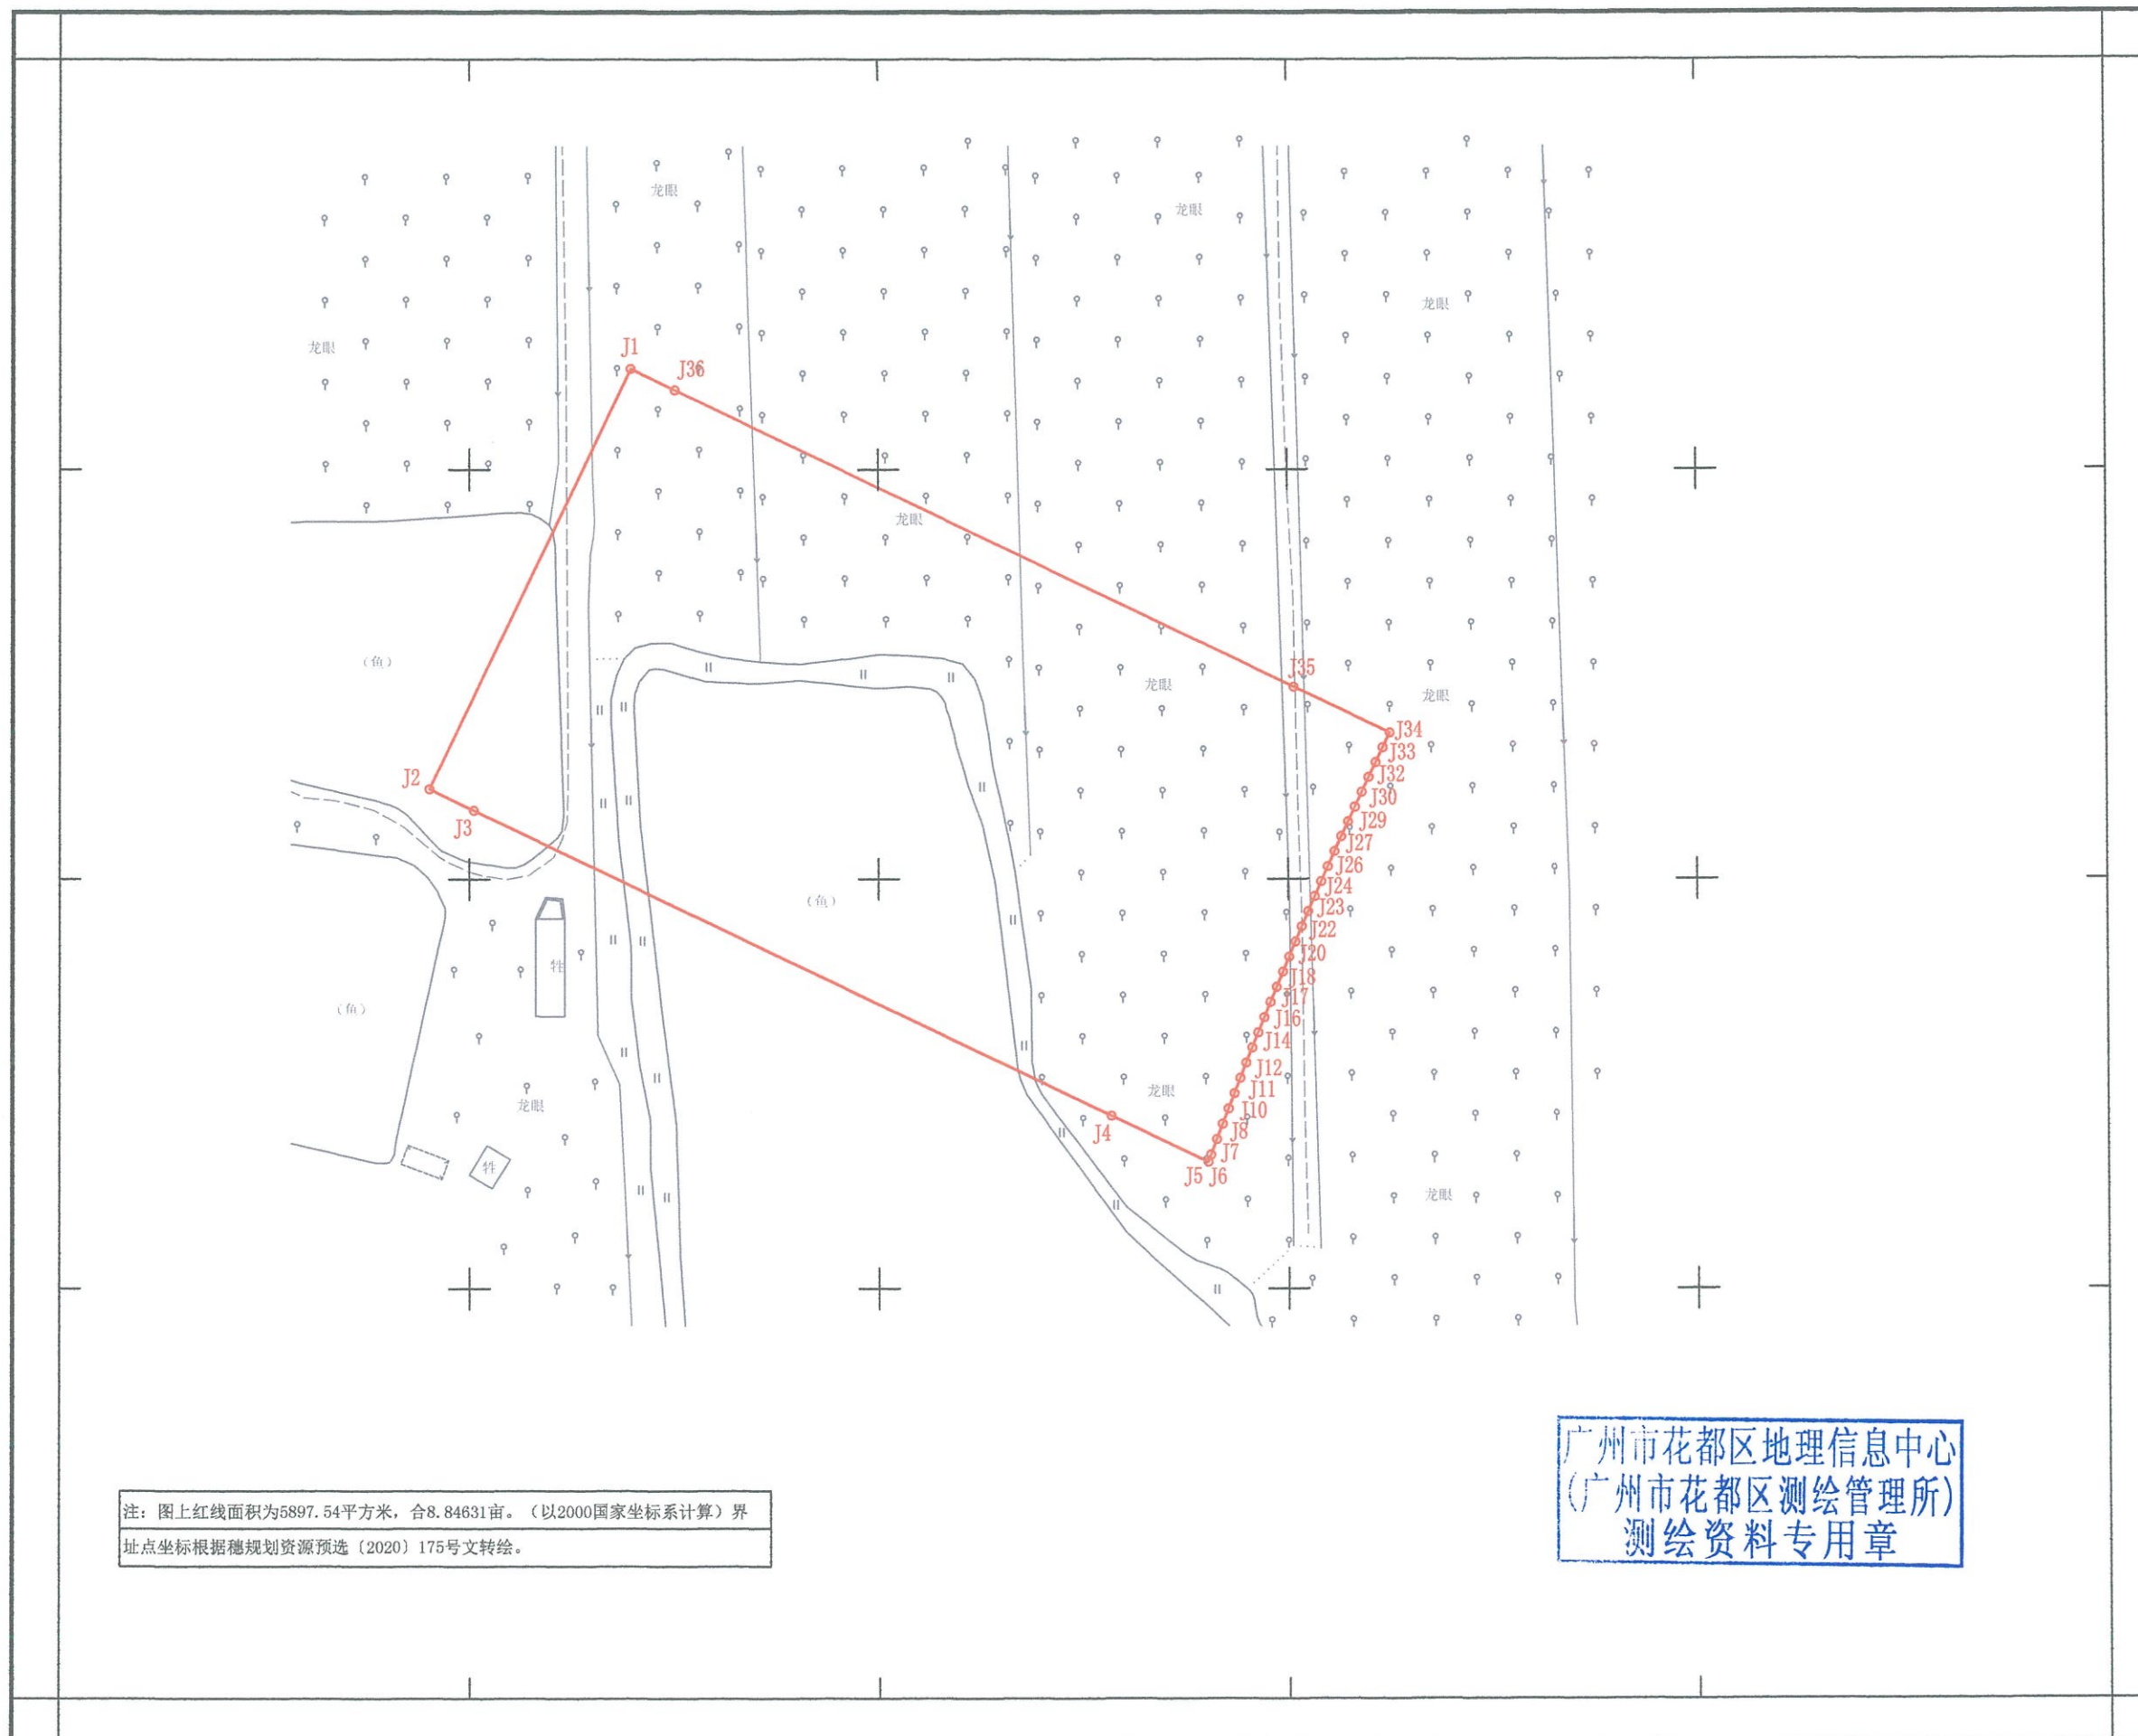 龙眼
龙眼
龙眼
龙眼
J1
J36
龙眼
(鱼)
J35
龙眼
龙眼
J34
J33
J2
J32
J30
J3
J29
J27
J26
J24
(鱼)
J23
J22
J20
牲
J18
J17
(鱼)
J16
J14
J12
龙眼
J11
龙眼
J10
J4
J8
J7
牲
J5
J6
龙眼
广州市花都区地理信息中心
(广州市花都区测绘管理所)
测绘资料专用章
注：图上红线面积为5897.54平方米，合8.84631亩。（以2000国家坐标系计算）界
址点坐标根据穗规划资源预选〔2020〕175号文转绘。